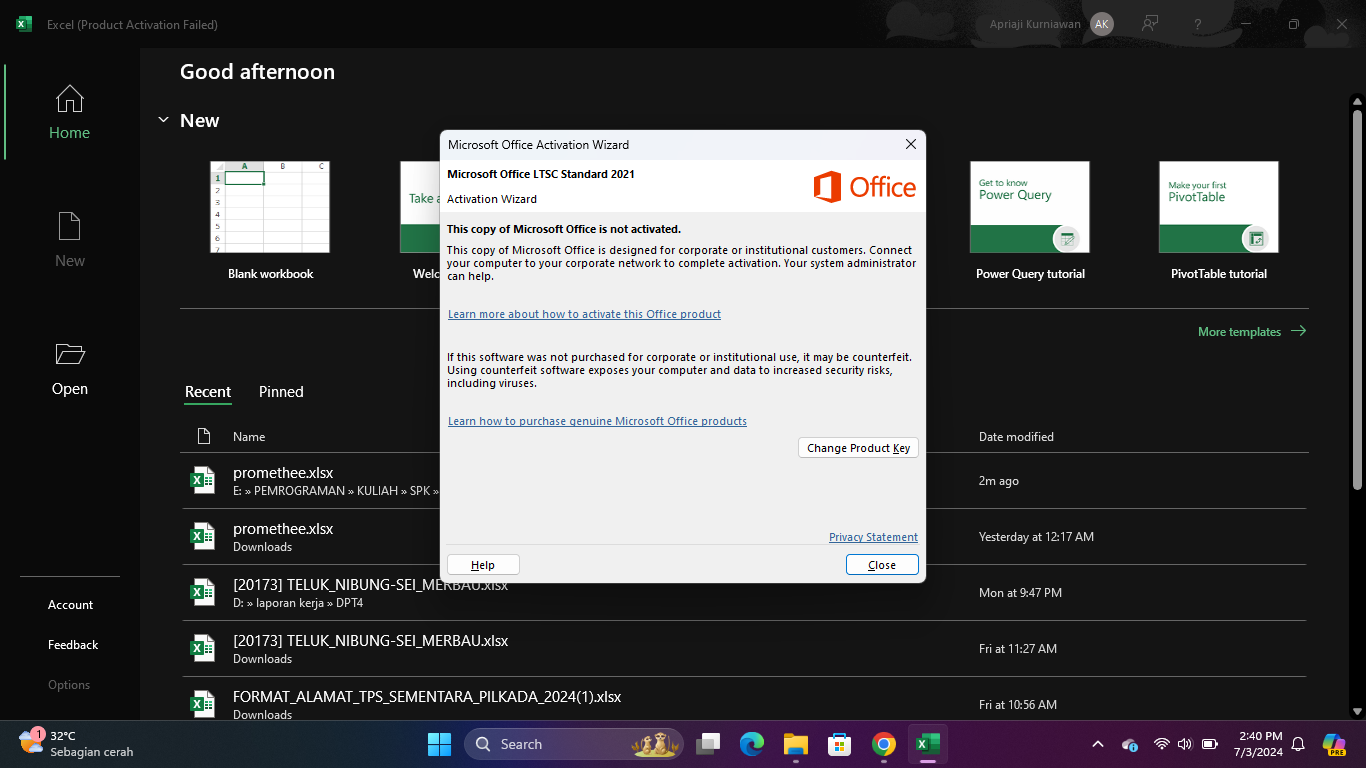 Excel (Product Activation Failed)
Apriaji Kurniawan
AK
?
Good afternoon
Home
New
New
Open
A B C
1
2
3
4
5
6
7
Blank workbook
Take a
Welc
Get to know
Power Query
Power Query tutorial
Make your first
PivotTable
PivotTable tutorial
More templates
Microsoft Office Activation Wizard
Microsoft Office LTSC Standard 2021
Activation Wizard
Office
This copy of Microsoft Office is not activated.
This copy of Microsoft Office is designed for corporate or institutional customers. Connect
your computer to your corporate network to complete activation. Your system administrator
can help.
Learn more about how to activate this Office product
If this software was not purchased for corporate or institutional use, it may be counterfeit.
Using counterfeit software exposes your computer and data to increased security risks,
including viruses.
Learn how to purchase genuine Microsoft Office products
Change Product Key
Privacy Statement
Help
Close
Recent Pinned
Name Date modified
promethee.xlsx
E: » PEMROGRAMAN » KULIAH » SPK »
2m ago
promethee.xlsx
Downloads
Yesterday at 12:17 AM
[20173] TELUK_NIBUNG-SEI_MERBAU.xlsx
D: » laporan kerja » DPT4
Mon at 9:47 PM
[20173] TELUK_NIBUNG-SEI_MERBAU.xlsx
Downloads
Fri at 11:27 AM
FORMAT_ALAMAT_TPS_SEMENTARA_PILKADA_2024(1).xlsx
Downloads
Fri at 10:56 AM
Account
Feedback
Options
1
32°C
Sebagian cerah
Search
2:40 PM
7/3/2024
PRE